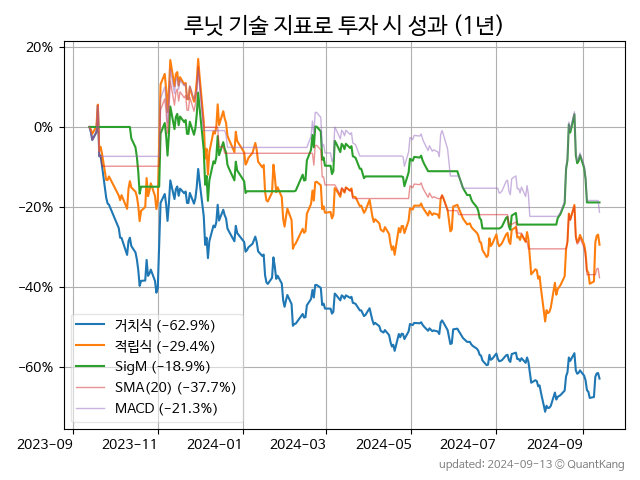 루닛 기술 지표로 투자 시 성과 (1년)
20%
0%
−20%
−40%
−60%
거치식 (−62.9%)
적립식 (−29.4%)
SigM (−18.9%)
SMA(20) (−37.7%)
MACD (−21.3%)
2023-09
2023-11
2024-01
2024-03
2024-05
2024-07
2024-09
updated: 2024-09-13 © QuantKang